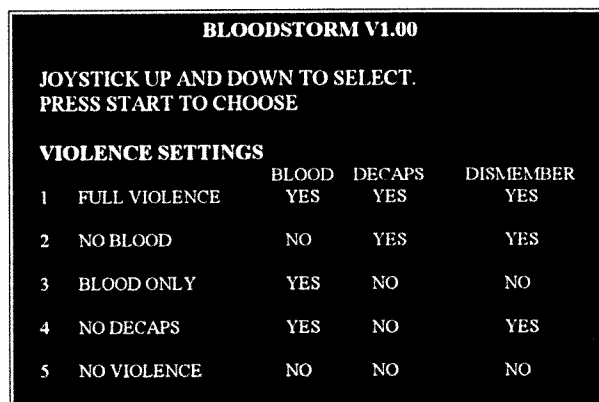 BLOODSTORM V1.00
JOYSTICK UP AND DOWN TO SELECT.
PRESS START TO CHOOSE
VIOLENCE SETTINGS
BLOOD DECAPS DISMEMBER
1 FULL VIOLENCE YES YES YES
2 NO BLOOD NO YES YES
3 BLOOD ONLY YES NO NO
4 NO DECAPS YES NO YES
5 NO VIOLENCE NO NO NO